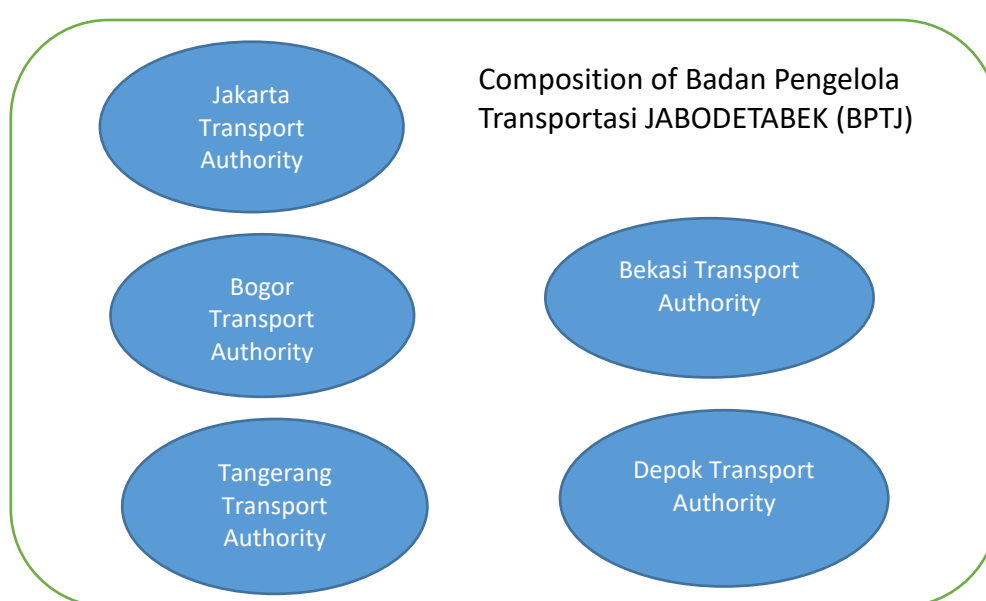 Jakarta
Transport
Authority
Composition of Badan Pengelola
Transportasi JABODETABEK (BPTJ)
Bogor
Transport
Authority
Bekasi Transport
Authority
Tangerang
Transport
Authority
Depok Transport
Authority